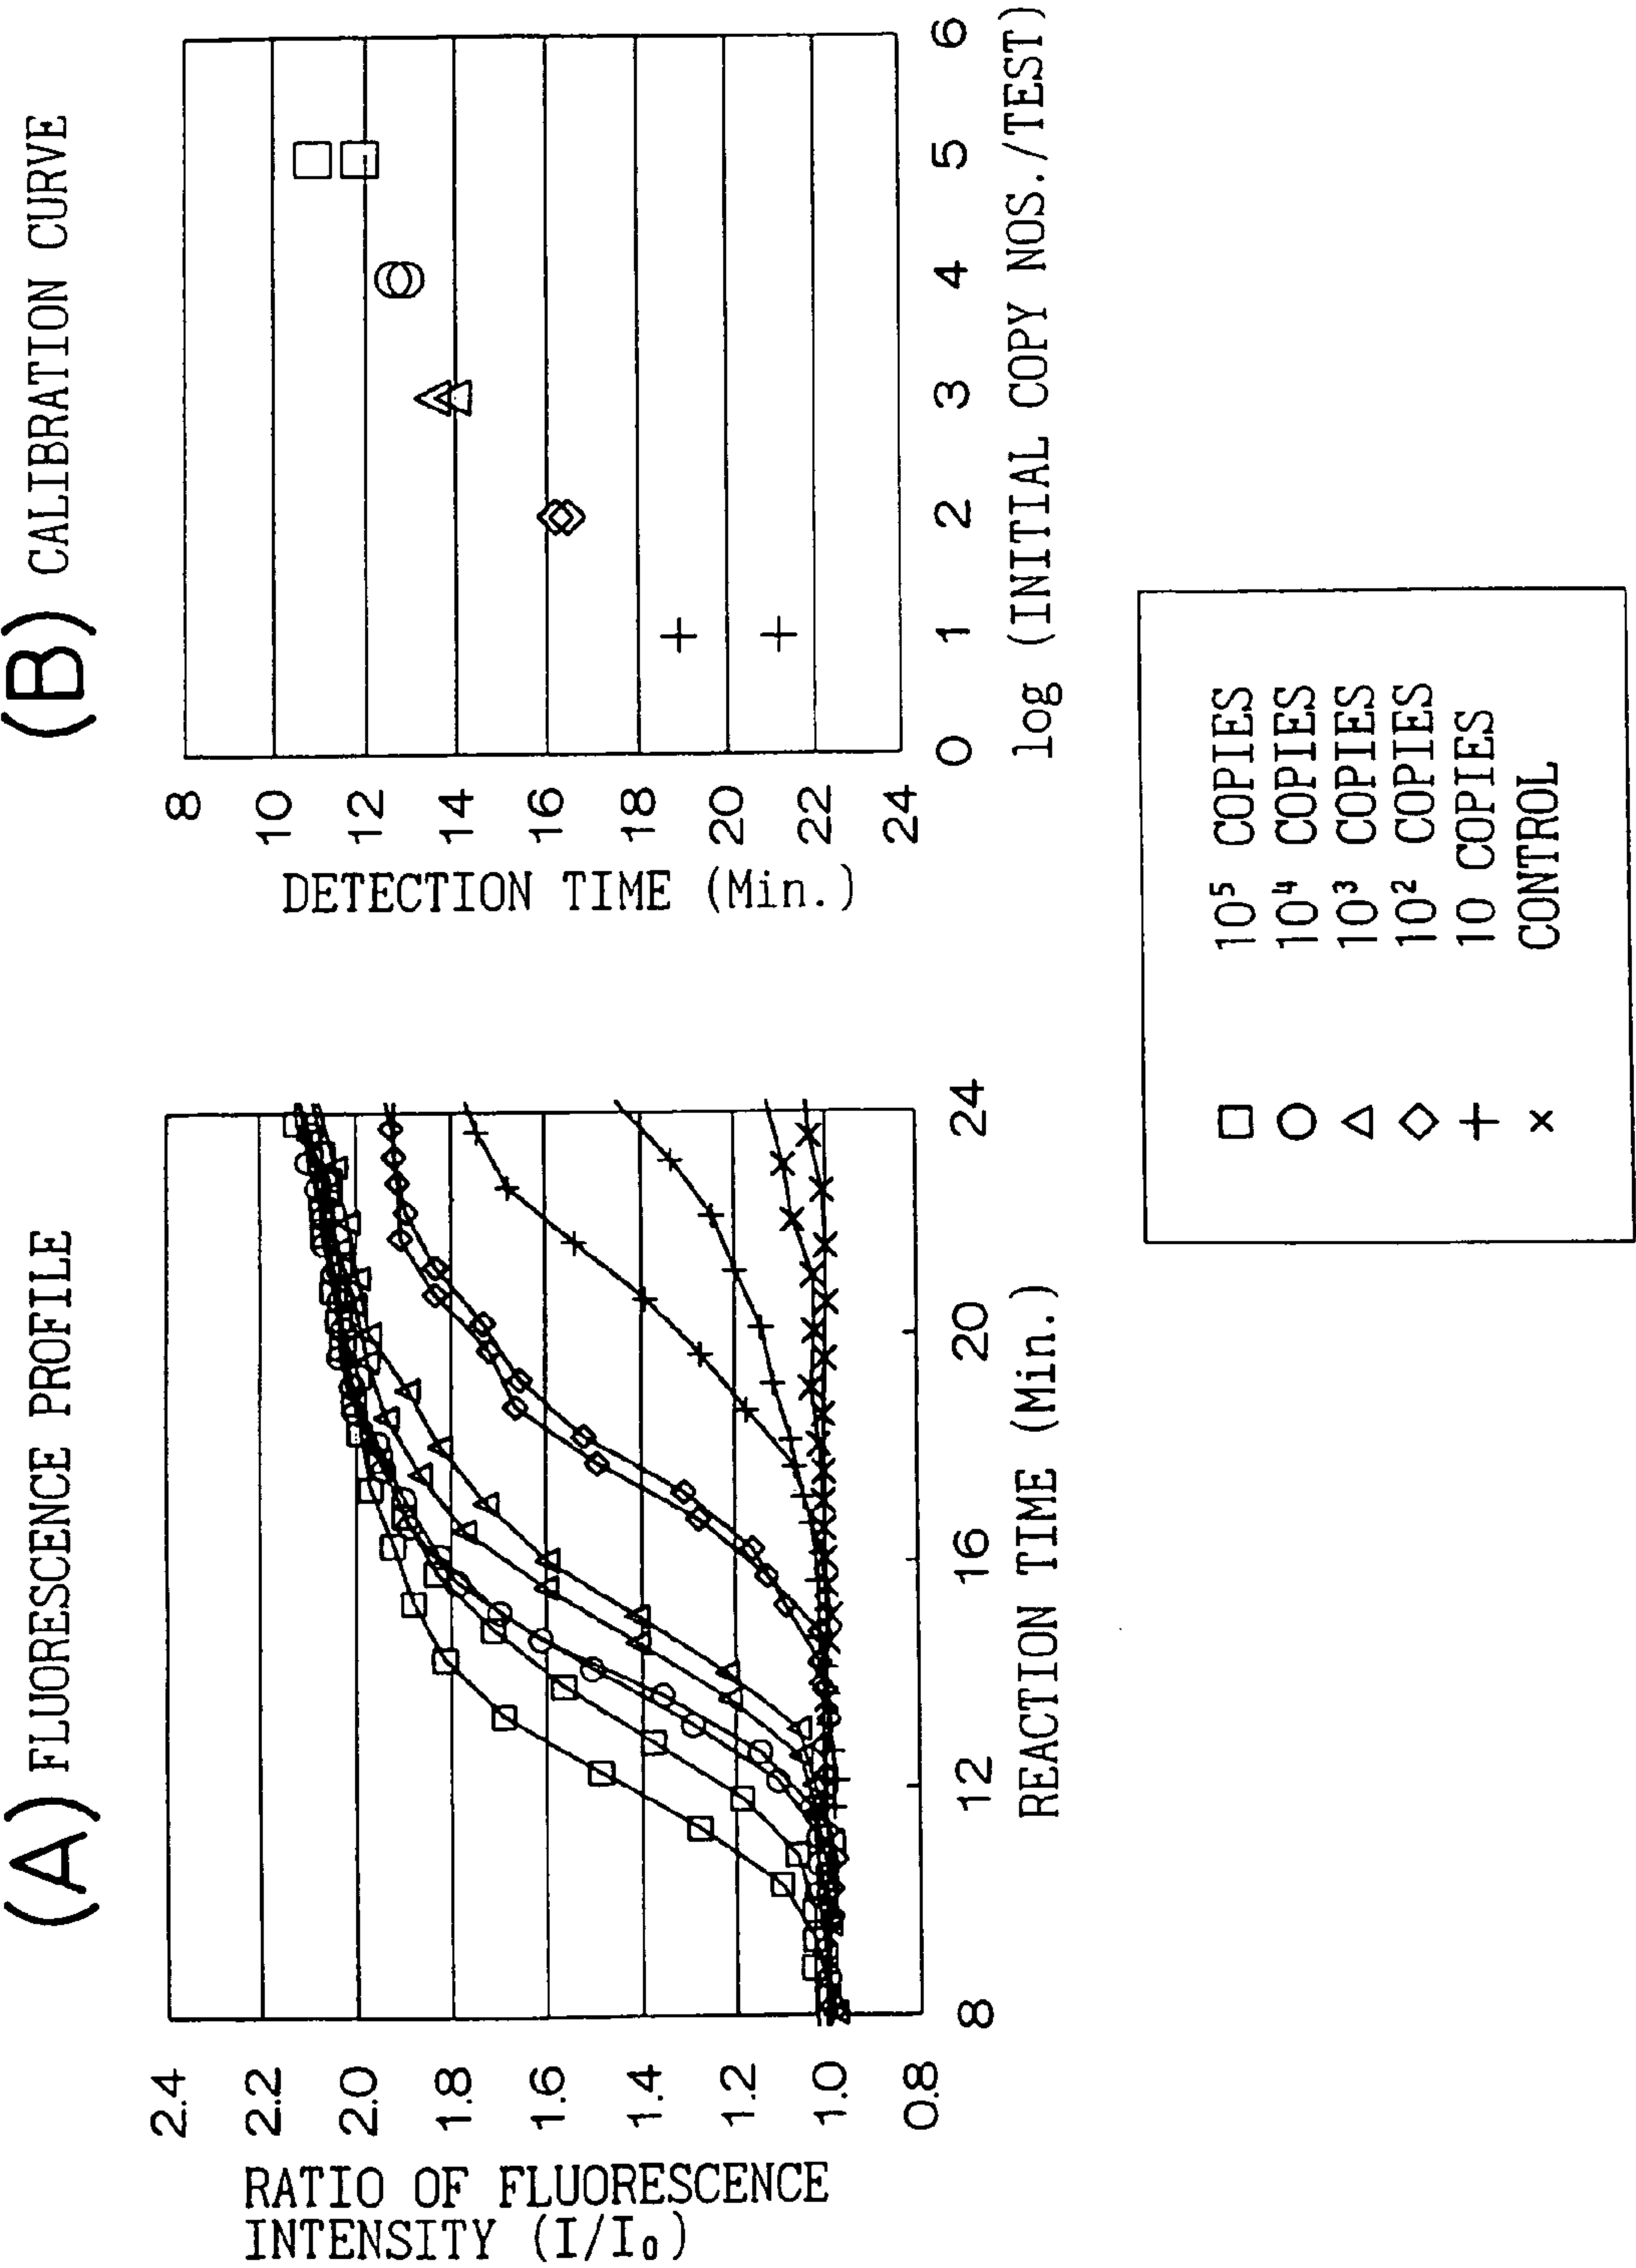 (A) FLUORESCENCE PROFILE
2.4
2.2
2.0
1.8
1.6
1.4
1.2
1.0
0.8
RATIO OF FLUORESCENCE
INTENSITY (I/I₀)
8 12 16 20 24
REACTION TIME (Min.)
(B) CALIBRATION CURVE
8
10
12
14
16
18
20
22
24
DETECTION TIME (Min.)
0 1 2 3 4 5 6
log (INITIAL COPY NOS./TEST)
10⁵ COPIES
10⁴ COPIES
10³ COPIES
10² COPIES
10 COPIES
CONTROL